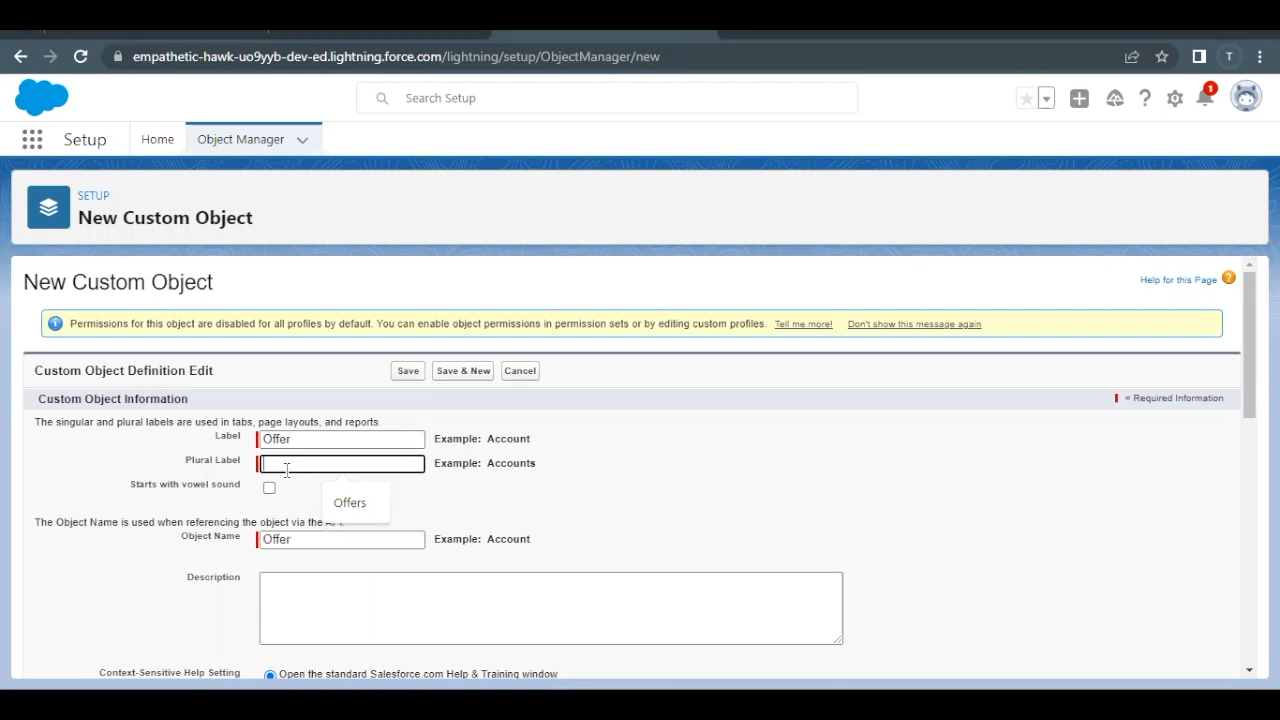 empathetic-hawk-uo9yyb-dev-ed.lightning.force.com/lightning/setup/ObjectManager/new
T
Search Setup
1
Setup
Home
Object Manager
SETUP
New Custom Object
New Custom Object
Help for this Page
Permissions for this object are disabled for all profiles by default. You can enable object permissions in permission sets or by editing custom profiles. Tell me more! Don't show this message again
Custom Object Definition Edit
Save
Save & New
Cancel
Custom Object Information
= Required Information
The singular and plural labels are used in tabs, page layouts, and reports.
Label
Offer
Example: Account
Plural Label
Example: Accounts
Starts with vowel sound
Offers
The Object Name is used when referencing the object via the
Object Name
Offer
Example: Account
Description
Context-Sensitive Help Setting
Open the standard Salesforce.com Help & Training window